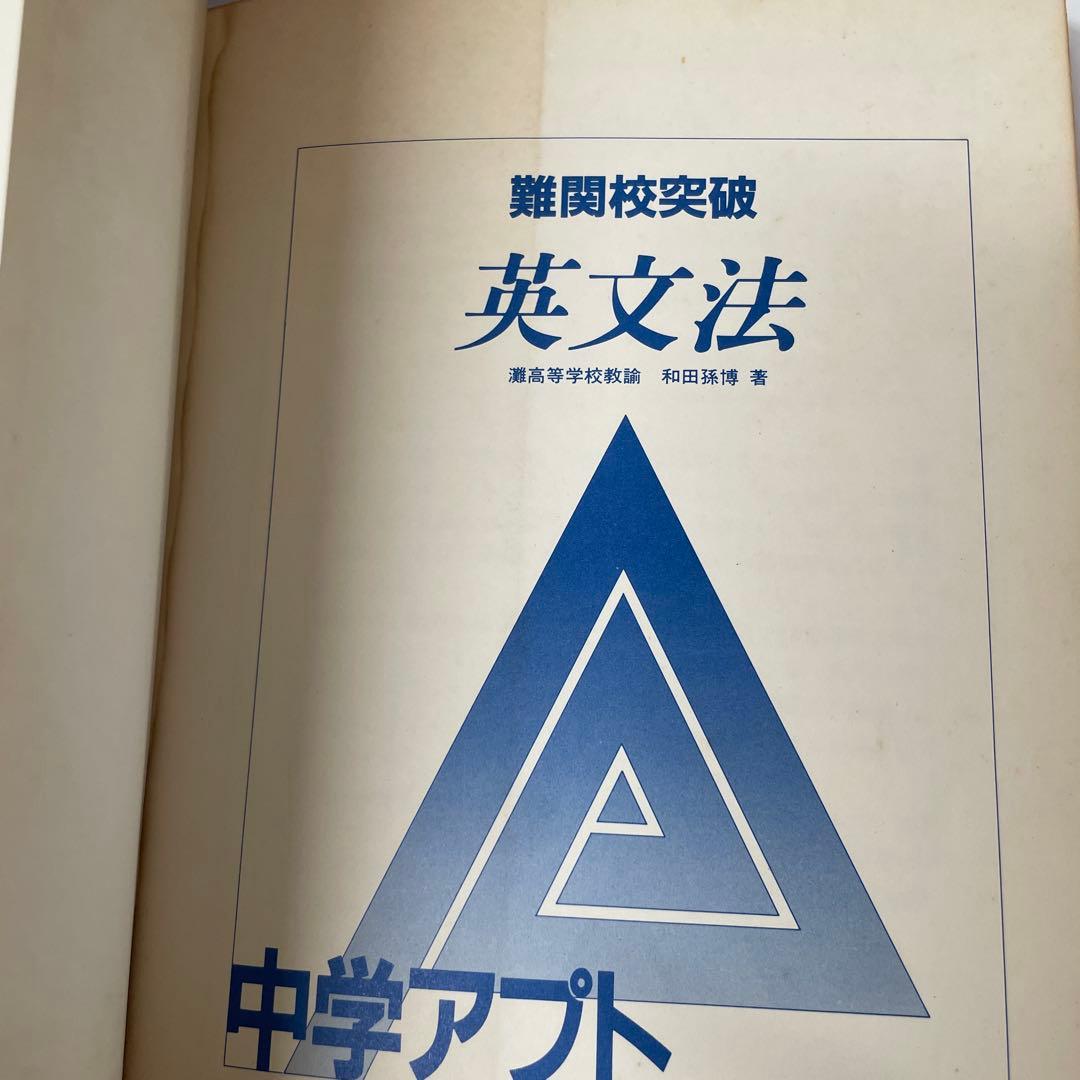 難関校突破
英文法
灘高等学校教諭 和田孫博 著
中学アプト